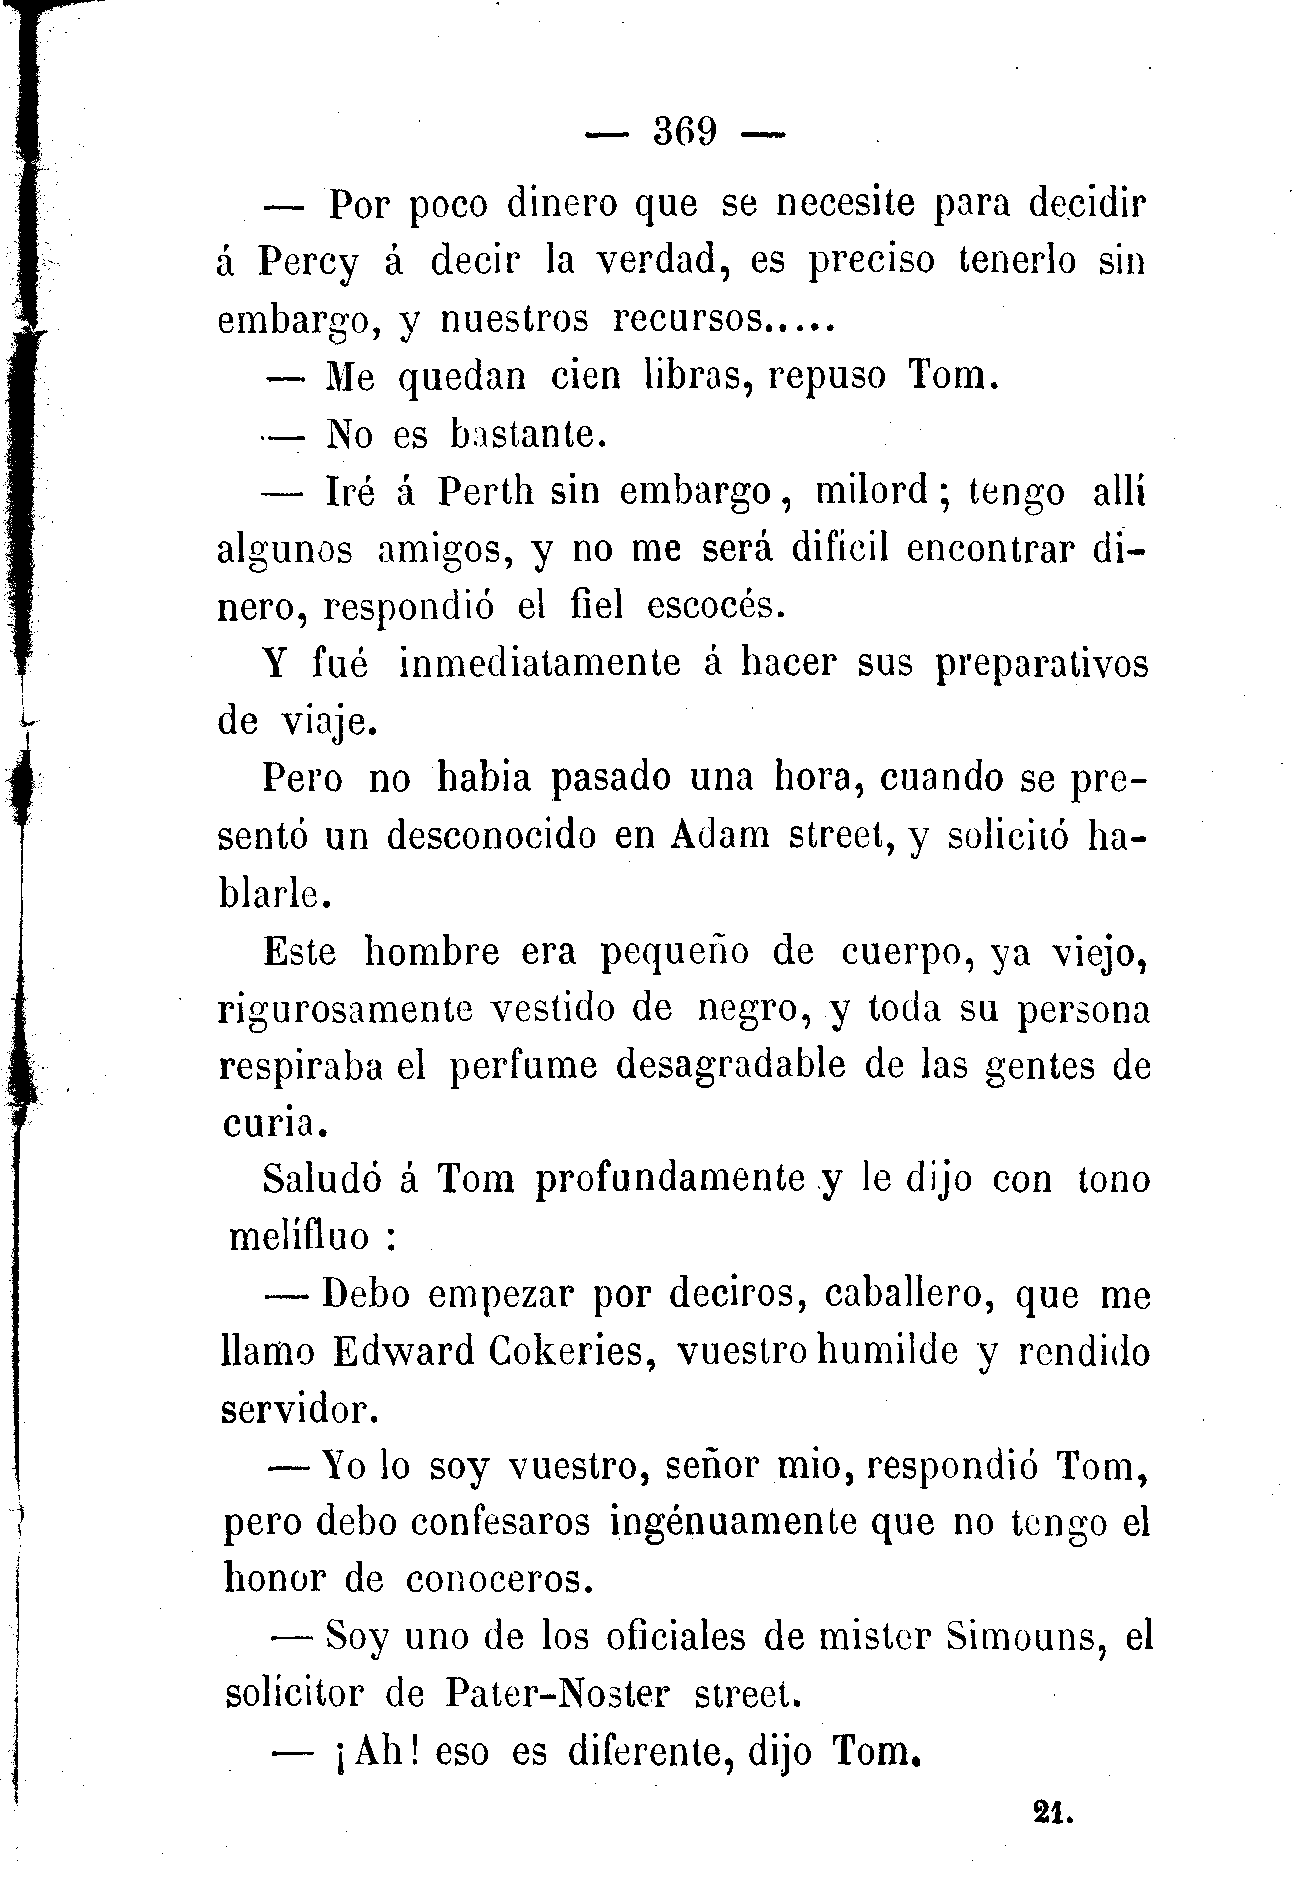 — 369 —
— Por poco dinero que se necesite para decidir
á Percy á decir la verdad, es preciso tenerlo sin
embargo, y nuestros recursos.....
— Me quedan cien libras, repuso Tom.
— No es bastante.
— Iré á Perth sin embargo, milord; tengo allí
algunos amigos, y no me será dificil encontrar di-
nero, respondió el fiel escocés.
Y fué inmediatamente á hacer sus preparativos
de viaje.
Pero no habia pasado una hora, cuando se pre-
sentó un desconocido en Adam street, y solicitó ha-
blarle.
Este hombre era pequeño de cuerpo, ya viejo,
rigurosamente vestido de negro, y toda su persona
respiraba el perfume desagradable de las gentes de
curia.
Saludó á Tom profundamente y le dijo con tono
melífluo :
— Debo empezar por deciros, caballero, que me
llamo Edward Cokeries, vuestro humilde y rendido
servidor.
— Yo lo soy vuestro, señor mio, respondió Tom,
pero debo confesaros ingénuamente que no tengo el
honor de conoceros.
— Soy uno de los oficiales de mister Simouns, el
solicitor de Pater-Noster street.
— ¡Ah! eso es diferente, dijo Tom.
21.